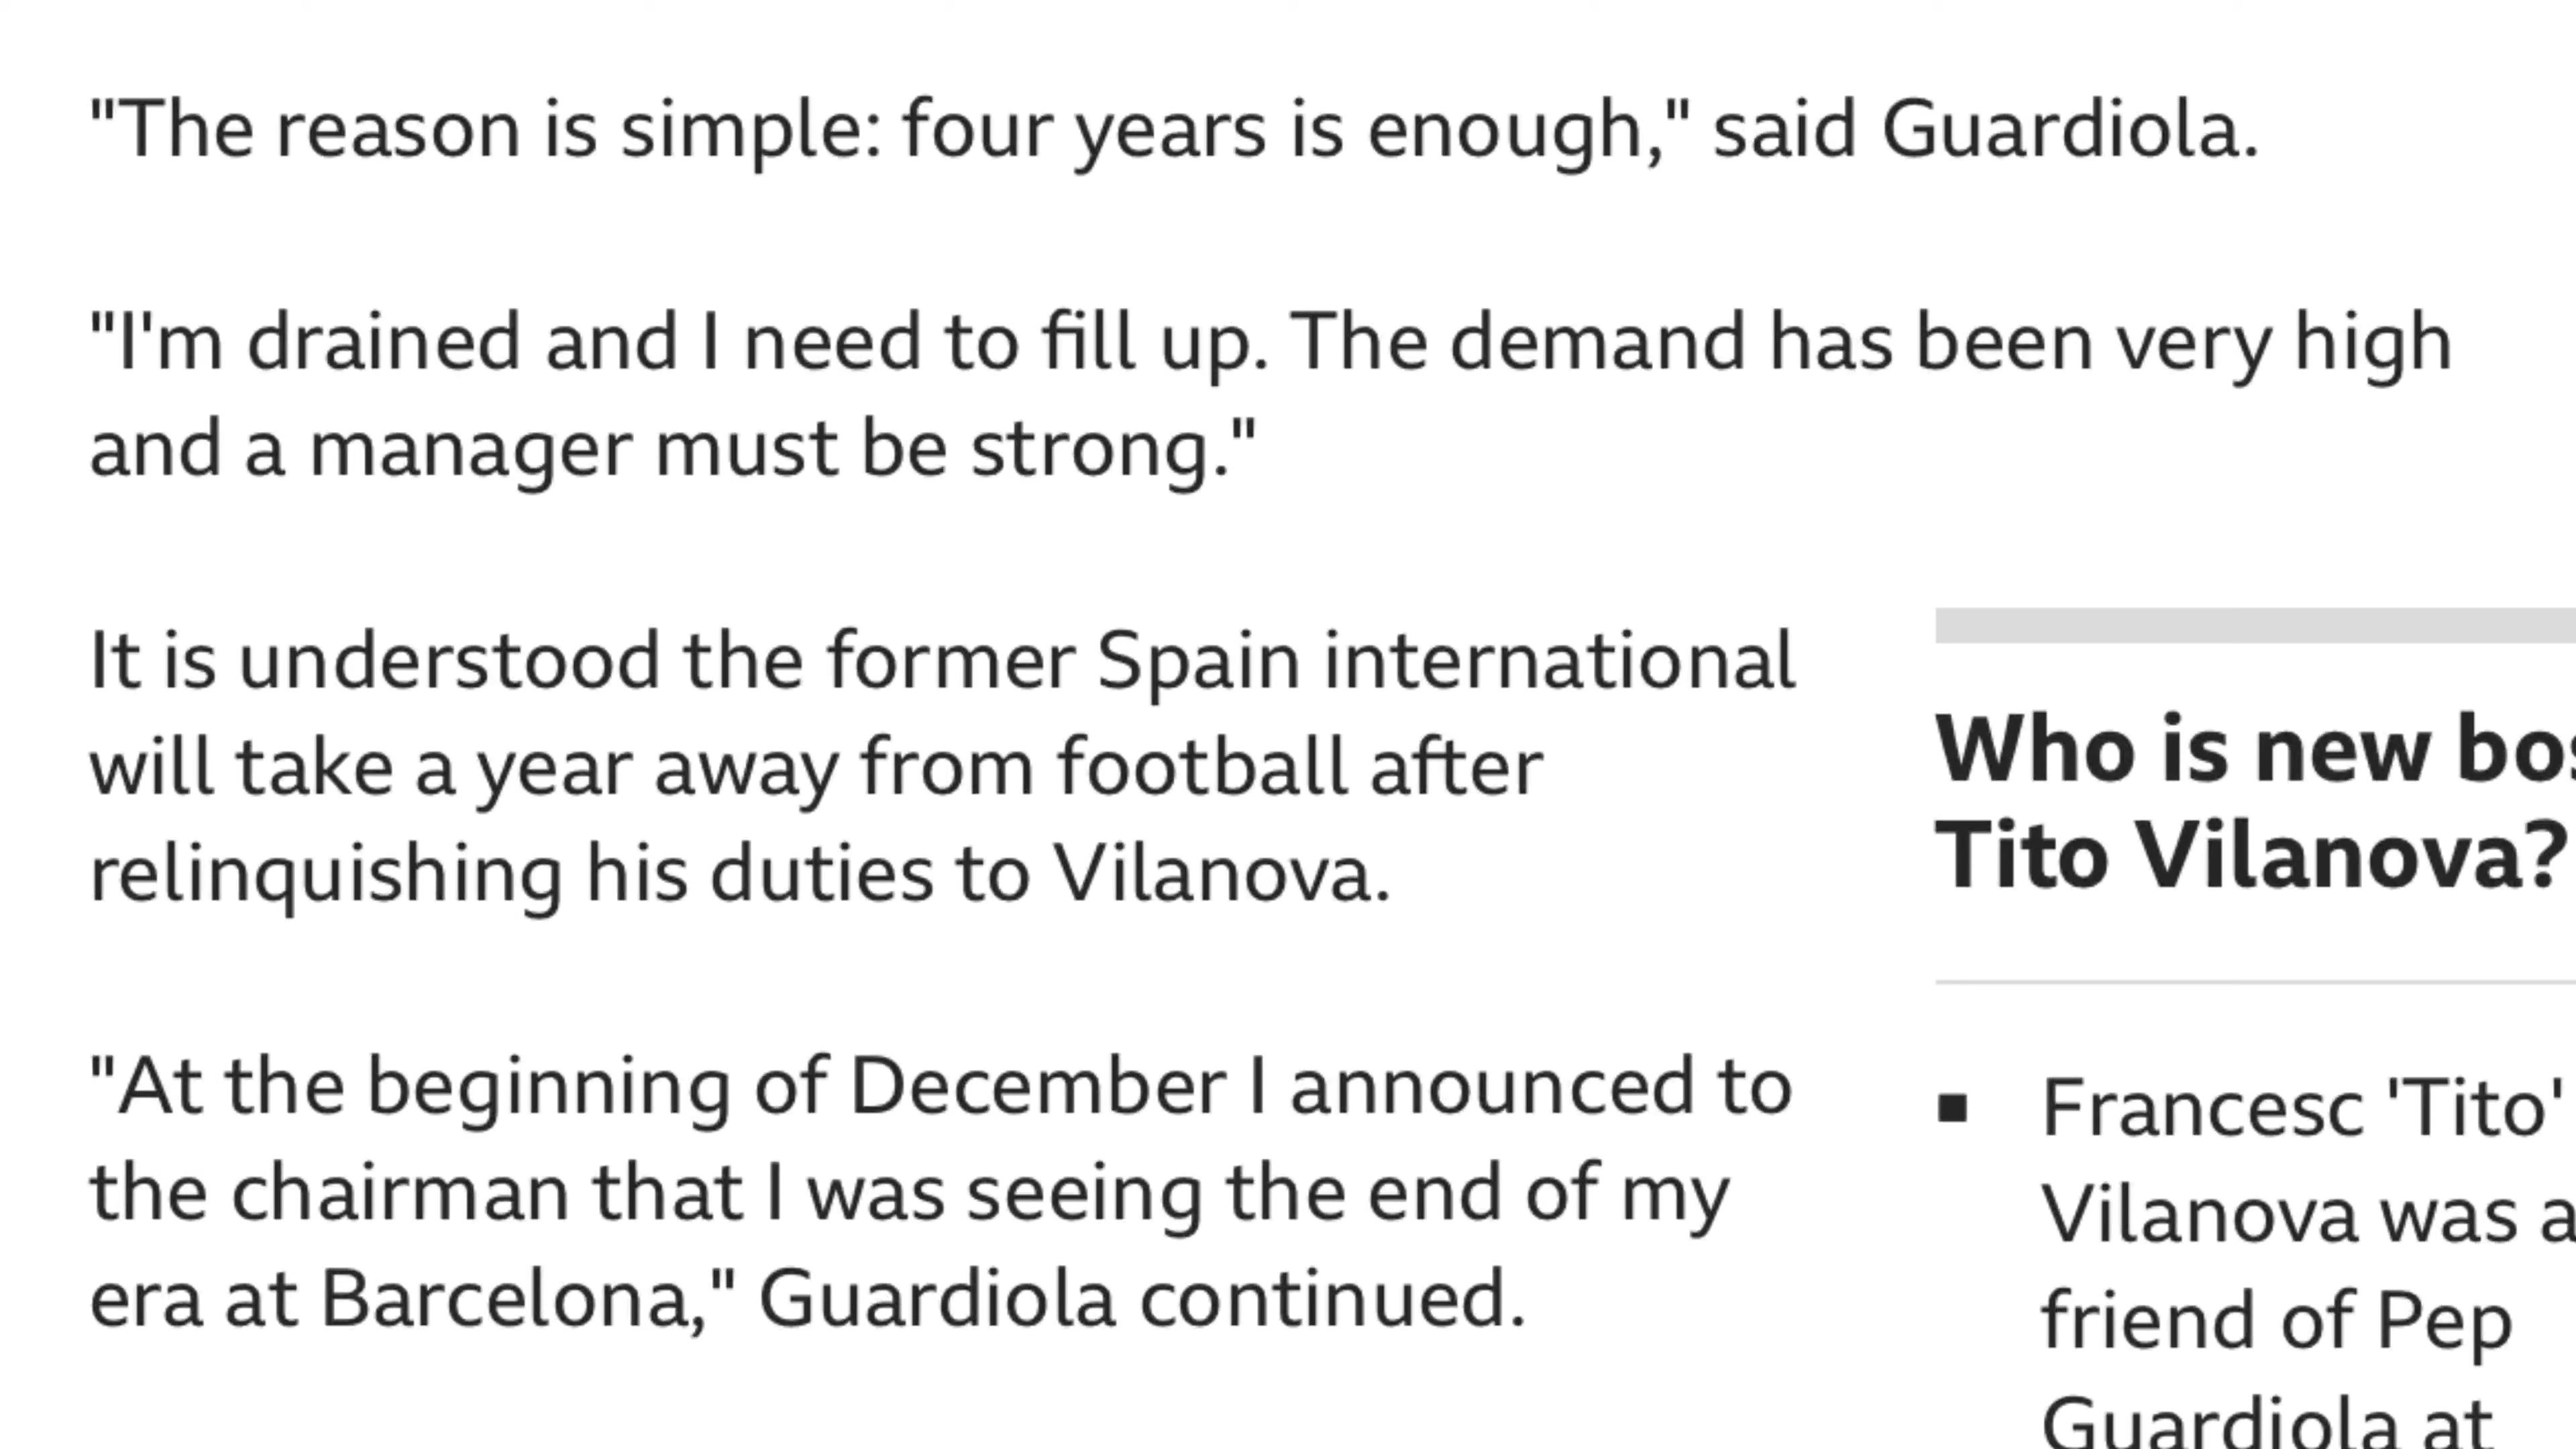 "The reason is simple: four years is enough," said Guardiola.
"I'm drained and I need to fill up. The demand has been very high
and a manager must be strong."
It is understood the former Spain international
will take a year away from football after
relinquishing his duties to Vilanova.
"At the beginning of December I announced to
the chairman that I was seeing the end of my
era at Barcelona," Guardiola continued.
Who is new
Tito Vilanova?
▪ Francesc 'Tito'
Vilanova was
friend of Pep
Guardiola at